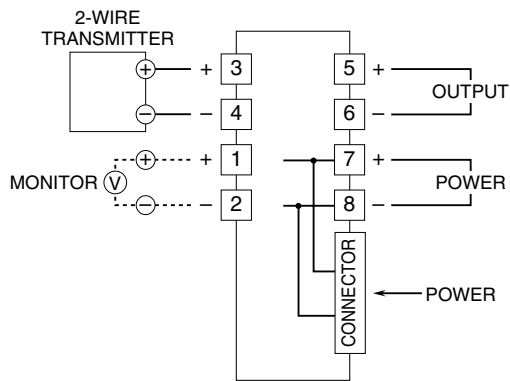 2-WIRE
TRANSMITTER
+ + 3 5 +
OUTPUT
− − 4 6 −
+ + 1 7 +
MONITOR V POWER
− − 2 8 −
CONNECTOR
POWER